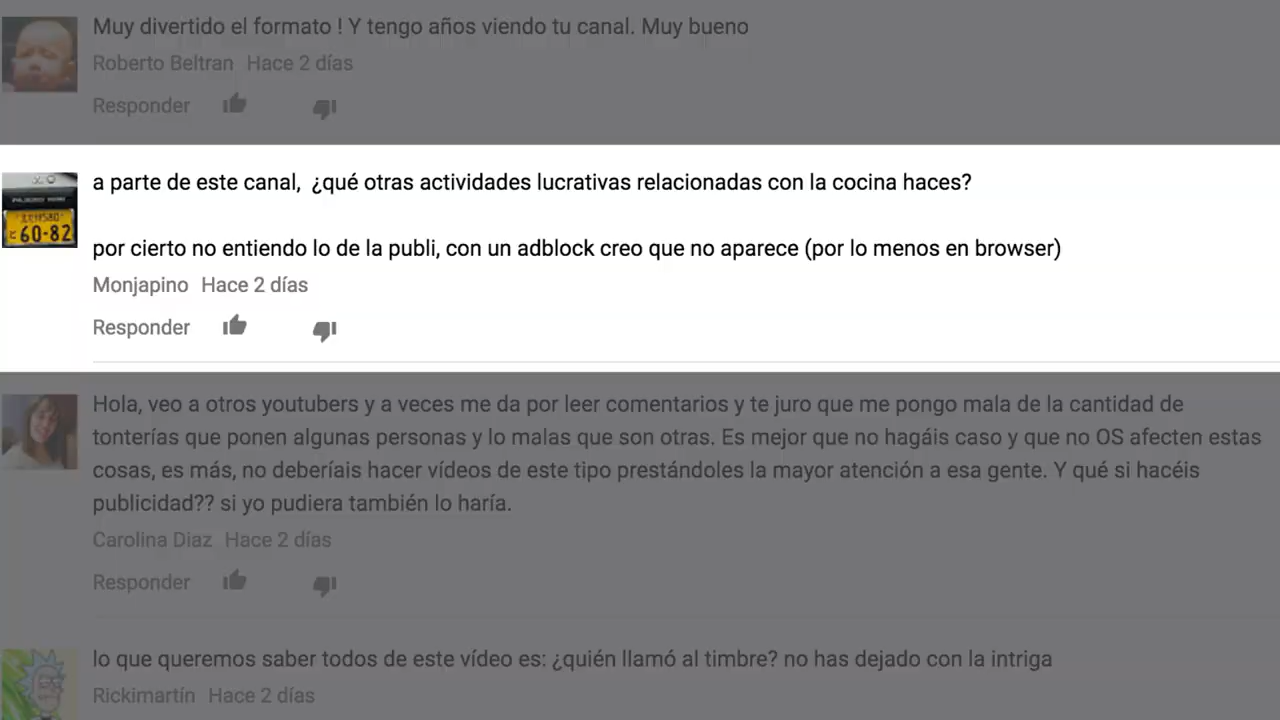 Muy divertido el formato ! Y tengo años viendo tu canal. Muy bueno
Roberto Beltran Hace 2 días
Responder
a parte de este canal,  ¿qué otras actividades lucrativas relacionadas con la cocina haces?
por cierto no entiendo lo de la publi, con un adblock creo que no aparece (por lo menos en browser)
Monjapino Hace 2 días
Responder
60-82
Hola, veo a otros youtubers y a veces me da por leer comentarios y te juro que me pongo mala de la cantidad de
tonterías que ponen algunas personas y lo malas que son otras. Es mejor que no hagáis caso y que no OS afecten estas
cosas, es más, no deberíais hacer vídeos de este tipo prestándoles la mayor atención a esa gente. Y qué si hacéis
publicidad?? si yo pudiera también lo haría.
Carolina Diaz Hace 2 días
Responder
lo que queremos saber todos de este vídeo es: ¿quién llamó al timbre? no has dejado con la intriga
Rickimartín Hace 2 días